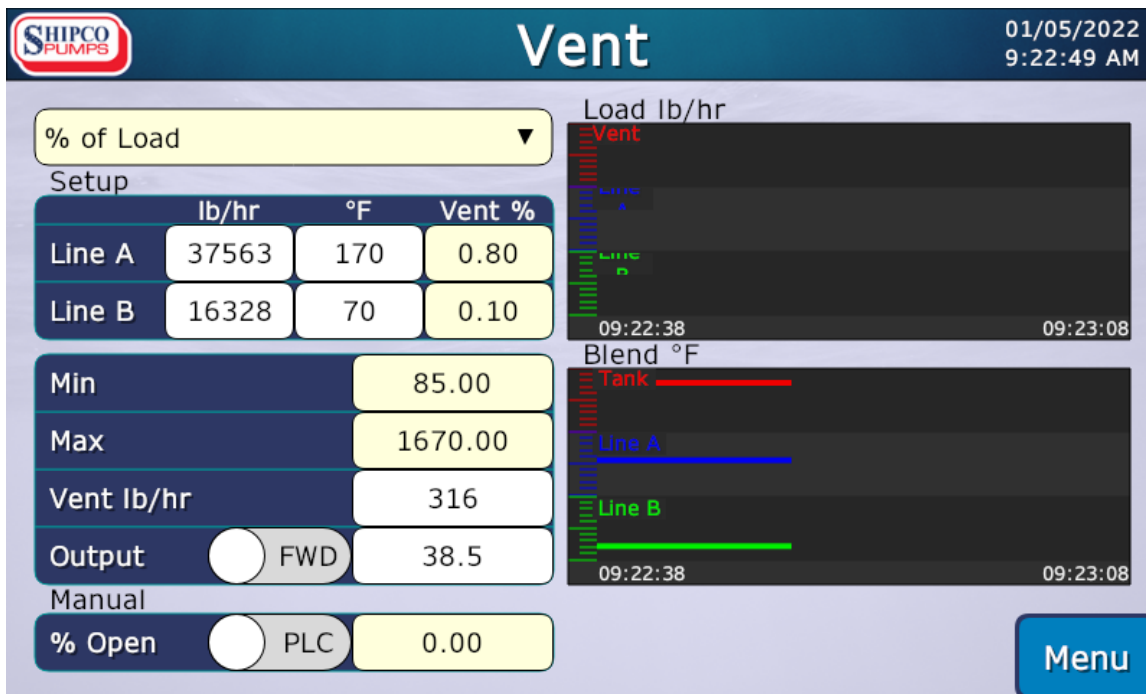 SHIPCO
PUMPS
Vent
01/05/2022
9:22:49 AM
% of Load ▼
Setup
lb/hr °F Vent %
Line A 37563 170 0.80
Line B 16328 70 0.10
Min 85.00
Max 1670.00
Vent lb/hr 316
Output FWD 38.5
Manual
% Open PLC 0.00
Load lb/hr
Vent
Line
A
Line
B
09:22:38 09:23:08
Blend °F
Tank
Line A
Line B
09:22:38 09:23:08
Menu